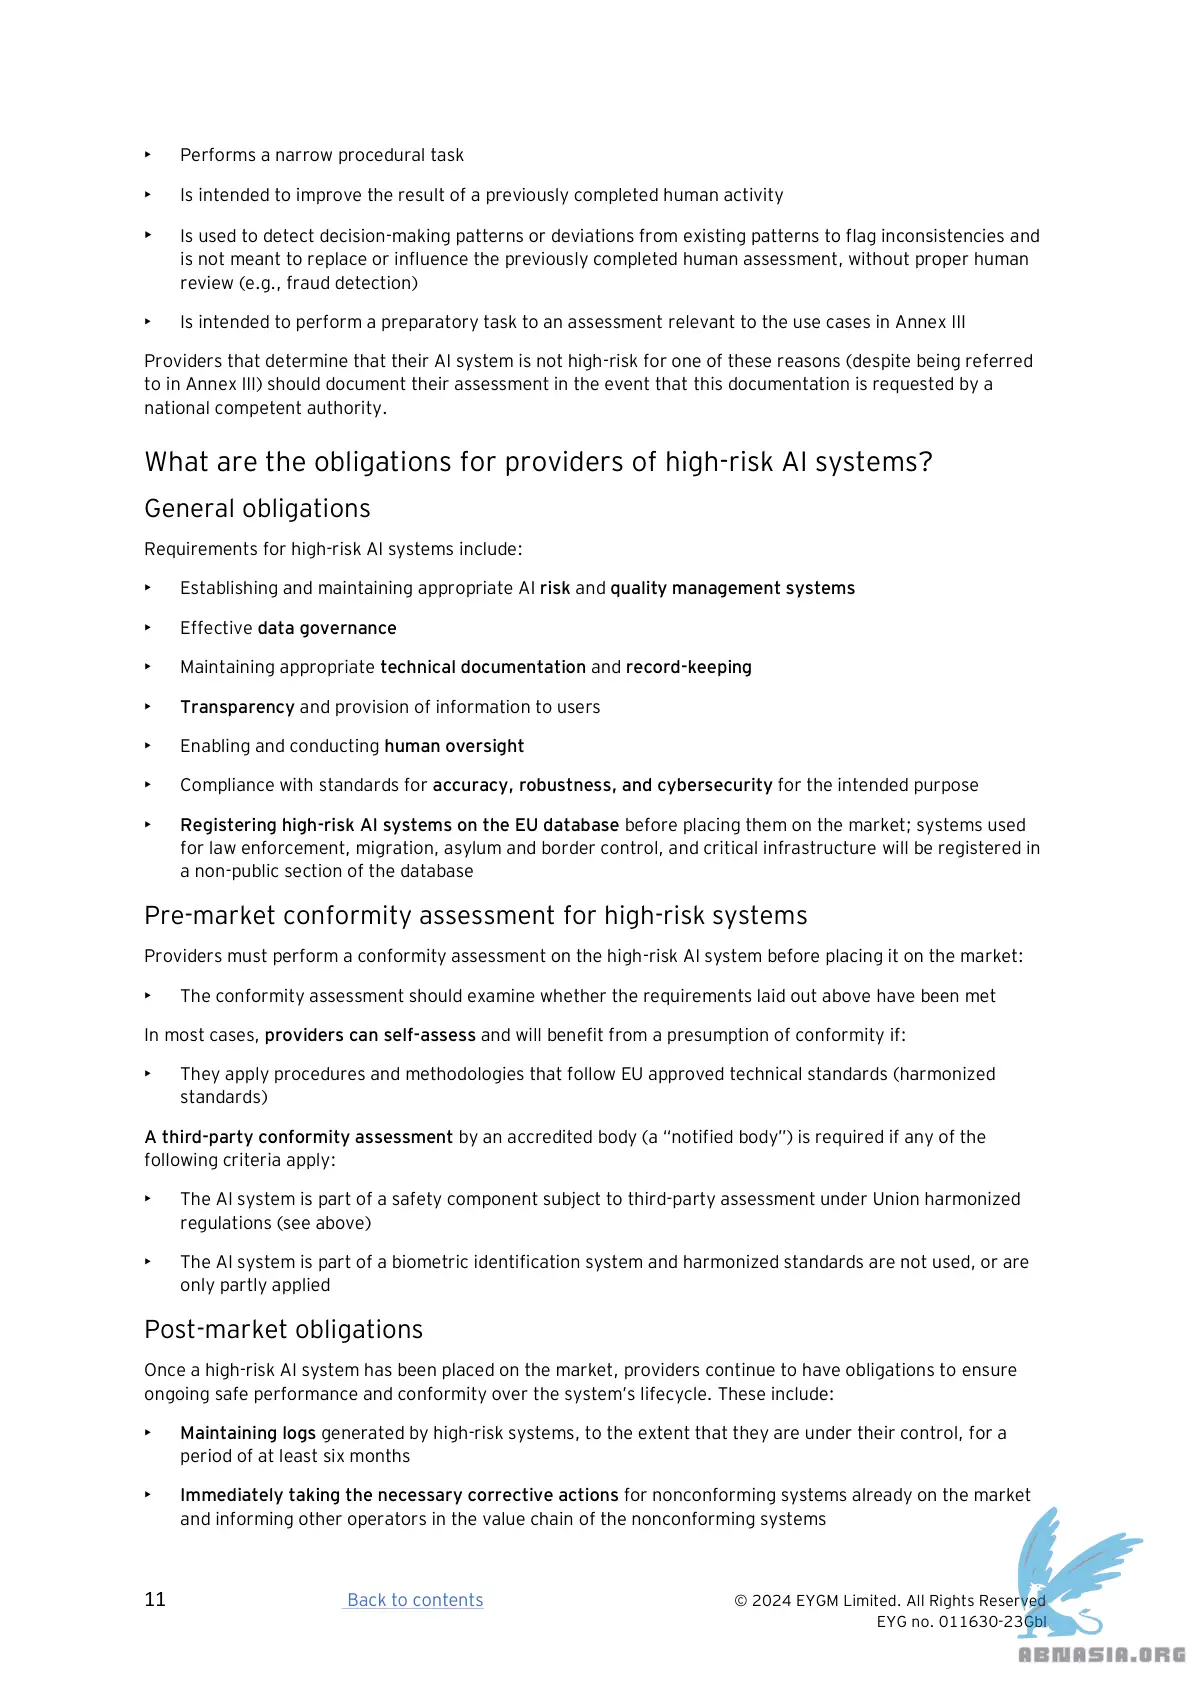 ‣ Performs a narrow procedural task
‣ Is intended to improve the result of a previously completed human activity
‣ Is used to detect decision-making patterns or deviations from existing patterns to flag inconsistencies and
is not meant to replace or influence the previously completed human assessment, without proper human
review (e.g., fraud detection)
‣ Is intended to perform a preparatory task to an assessment relevant to the use cases in Annex III
Providers that determine that their AI system is not high-risk for one of these reasons (despite being referred
to in Annex III) should document their assessment in the event that this documentation is requested by a
national competent authority.
What are the obligations for providers of high-risk AI systems?
General obligations
Requirements for high-risk AI systems include:
‣ Establishing and maintaining appropriate AI risk and quality management systems
‣ Effective data governance
‣ Maintaining appropriate technical documentation and record-keeping
‣ Transparency and provision of information to users
‣ Enabling and conducting human oversight
‣ Compliance with standards for accuracy, robustness, and cybersecurity for the intended purpose
‣ Registering high-risk AI systems on the EU database before placing them on the market; systems used
for law enforcement, migration, asylum and border control, and critical infrastructure will be registered in
a non-public section of the database
Pre-market conformity assessment for high-risk systems
Providers must perform a conformity assessment on the high-risk AI system before placing it on the market:
‣ The conformity assessment should examine whether the requirements laid out above have been met
In most cases, providers can self-assess and will benefit from a presumption of conformity if:
‣ They apply procedures and methodologies that follow EU approved technical standards (harmonized
standards)
A third-party conformity assessment by an accredited body (a “notified body”) is required if any of the
following criteria apply:
‣ The AI system is part of a safety component subject to third-party assessment under Union harmonized
regulations (see above)
‣ The AI system is part of a biometric identification system and harmonized standards are not used, or are
only partly applied
Post-market obligations
Once a high-risk AI system has been placed on the market, providers continue to have obligations to ensure
ongoing safe performance and conformity over the system’s lifecycle. These include:
‣ Maintaining logs generated by high-risk systems, to the extent that they are under their control, for a
period of at least six months
‣ Immediately taking the necessary corrective actions for nonconforming systems already on the market
and informing other operators in the value chain of the nonconforming systems
11 Back to contents © 2024 EYGM Limited. All Rights Reserved
EYG no. 011630-23Gbl
ABNASIA.ORG